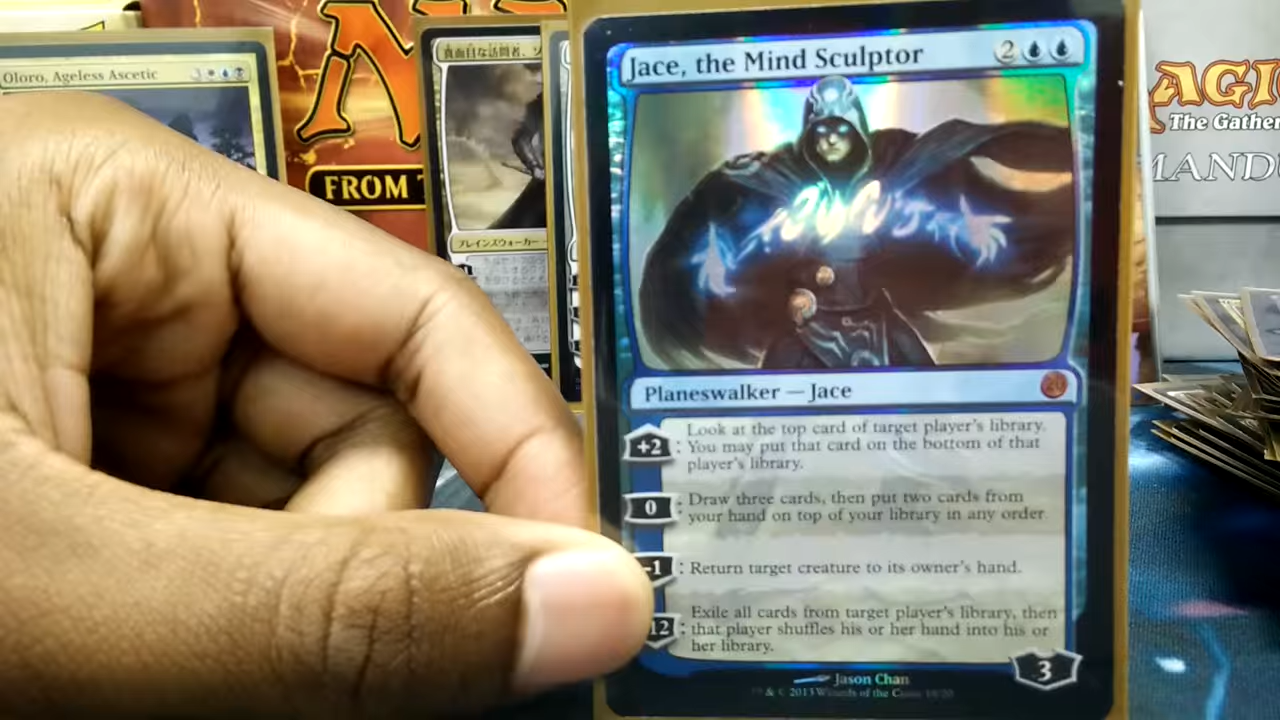 Oloro, Ageless Ascetic
3
FROM T
真面目な訪問者、ソ
プレインズウォーカー
Jace, the Mind Sculptor
2
Planeswalker — Jace
20
+2 : Look at the top card of target player's library.
You may put that card on the bottom of that
player's library.
0 : Draw three cards, then put two cards from
your hand on top of your library in any order.
-1 : Return target creature to its owner's hand.
12 : Exile all cards from target player's library, then
that player shuffles his or her hand into his or
her library.
3
Jason Chan
& © 2013 Wizards of the Coast
MAGIC
The Gather
MAND